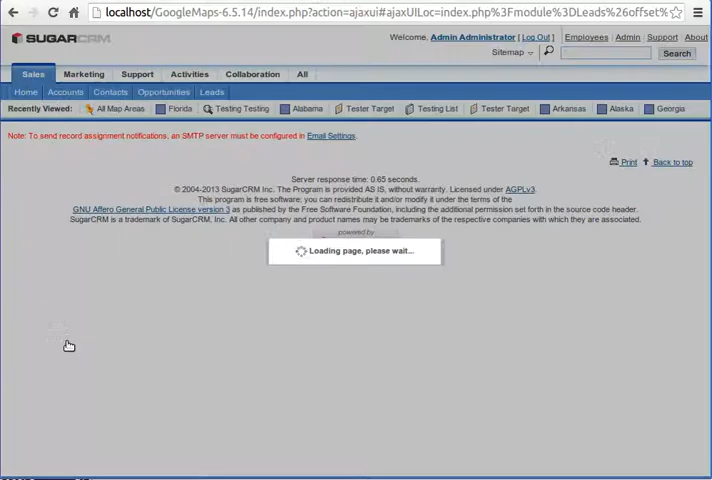 localhost/GoogleMaps-6.5.14/index.php?action=ajaxui#ajaxUILoc=index.php%3Fmodule%3DLeads%26offset%
SUGARCRM
Welcome, Admin Administrator [ Log Out ] Employees | Admin | Support | About
Sitemap Search
Sales Marketing Support Activities Collaboration All
Home Accounts Contacts Opportunities Leads
Recently Viewed: All Map Areas Florida Testing Testing Alabama Tester Target Testing List Tester Target Arkansas Alaska Georgia
Note: To send record assignment notifications, an SMTP server must be configured in Email Settings.
Print Back to top
Server response time: 0.65 seconds.
© 2004-2013 SugarCRM Inc. The Program is provided AS IS, without warranty. Licensed under AGPLv3.
This program is free software; you can redistribute it and/or modify it under the terms of the
GNU Affero General Public License version 3 as published by the Free Software Foundation, including the additional permission set forth in the source code header.
SugarCRM is a trademark of SugarCRM, Inc. All other company and product names may be trademarks of the respective companies with which they are associated.
powered by
Loading page, please wait...